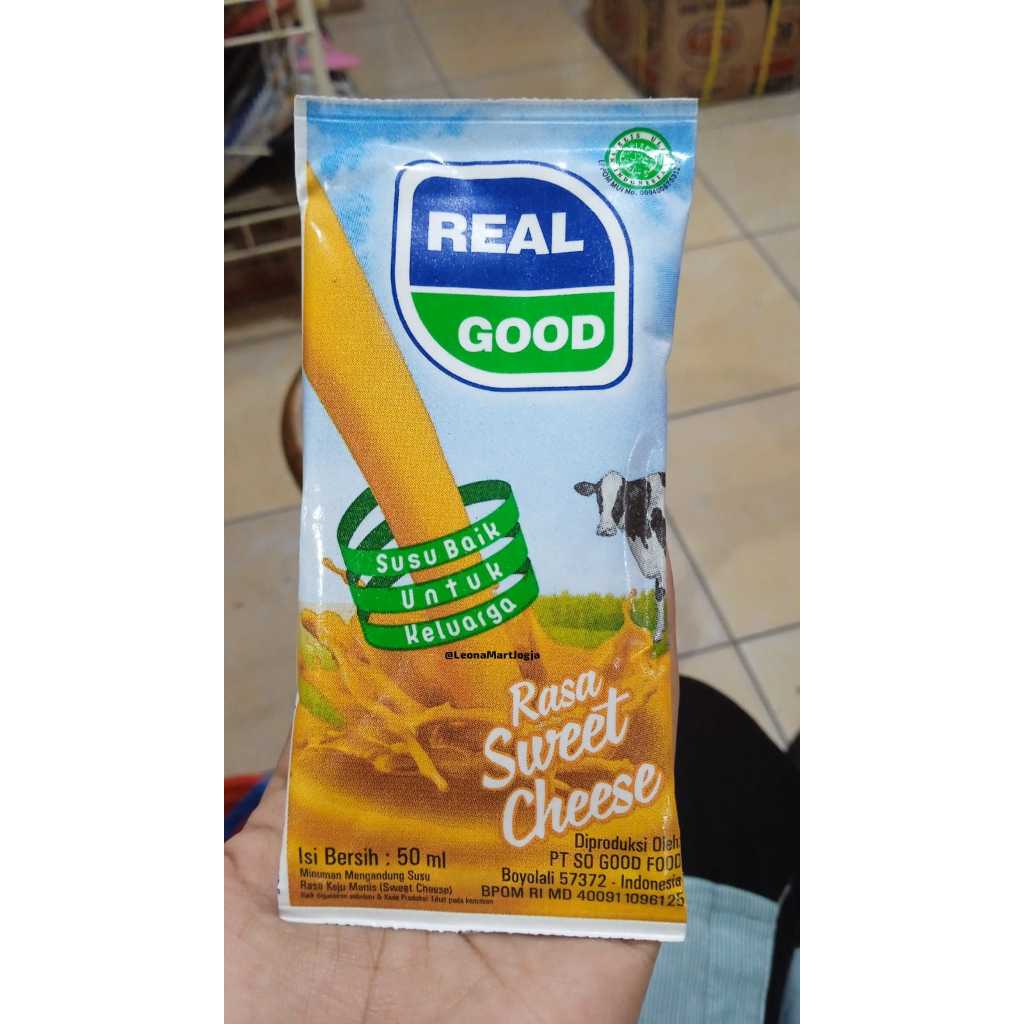 REAL
GOOD
Susu Baik
Untuk
Keluarga
@LeonaMartJogja
Rasa
Sweet
Cheese
Isi Bersih : 50 ml
Minuman Mengandung Susu
Rasa Keju Manis (Sweet Cheese)
Diproduksi Oleh:
PT SO GOOD FOOD
Boyolali 57372 - Indonesia
BPOM RI MD 400911096125